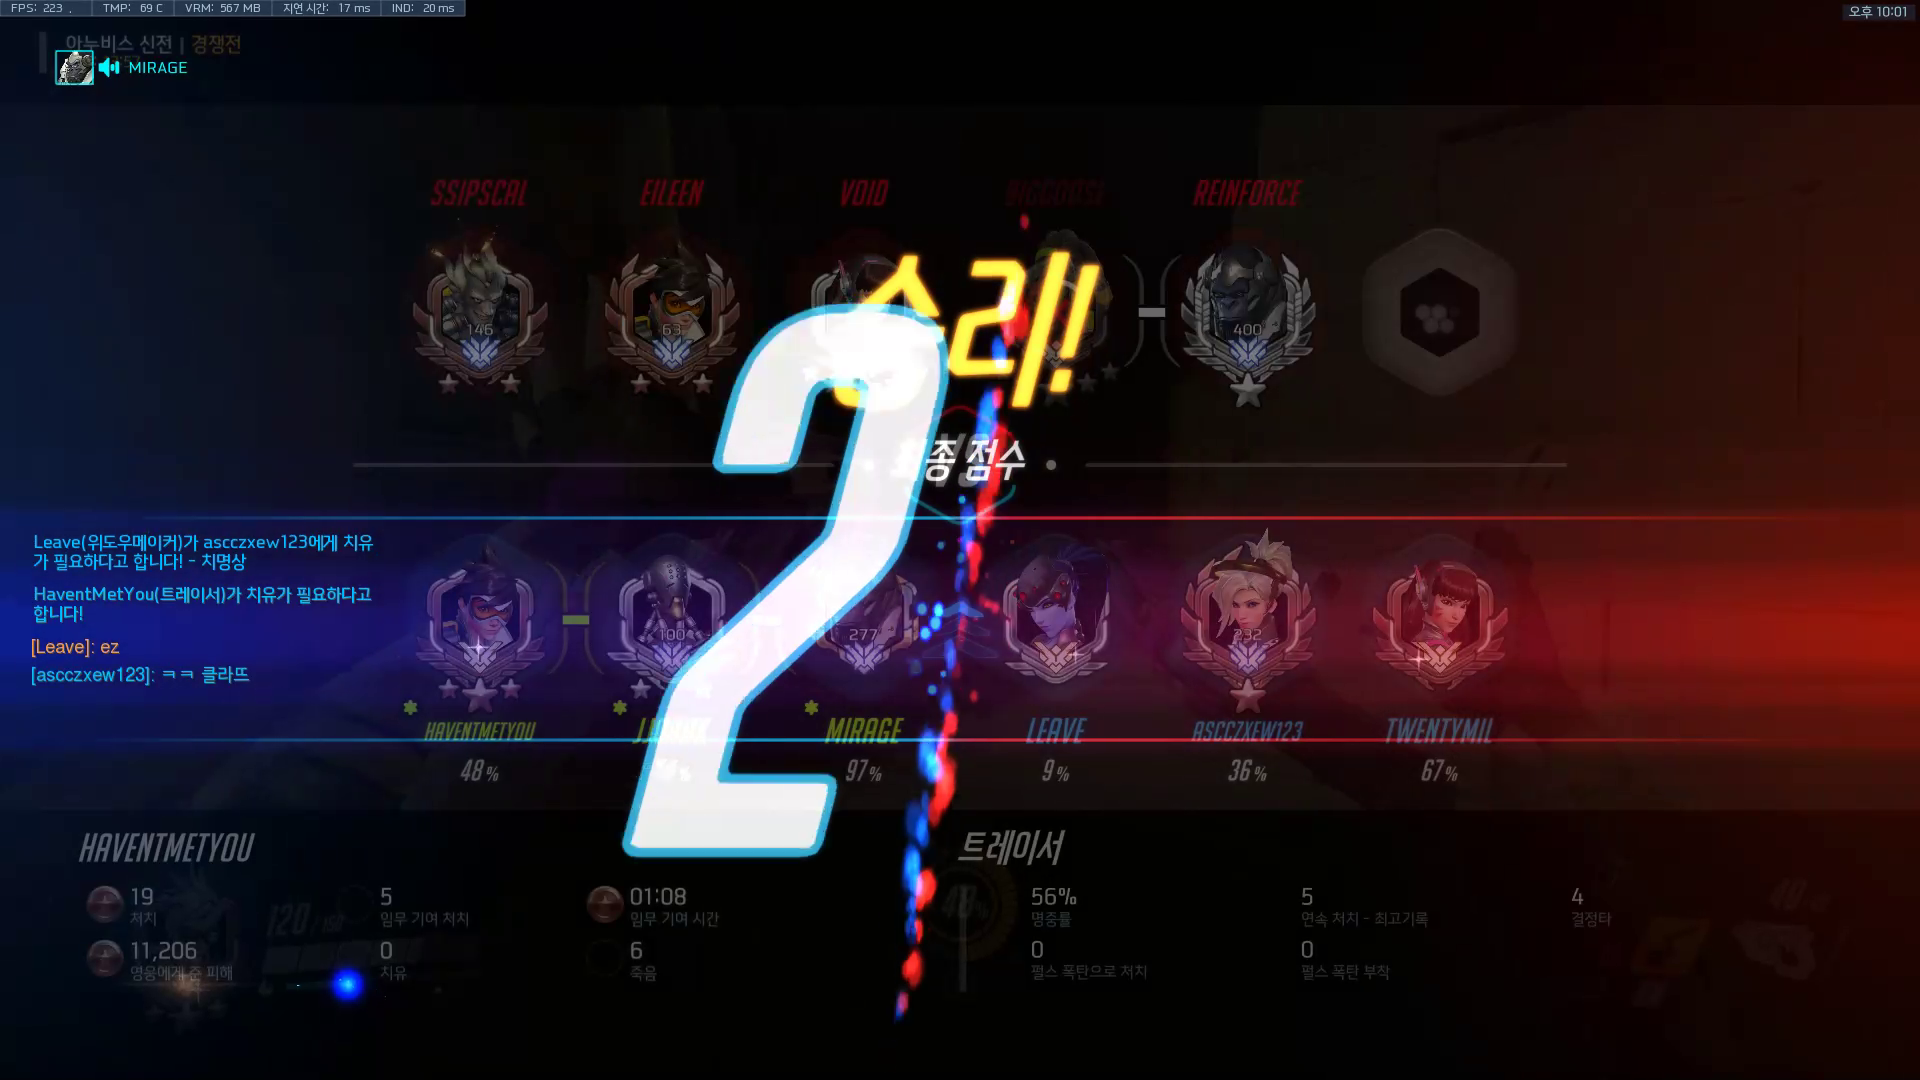 FPS: 223 . TMP: 69 C VRM: 567 MB 지연 시간: 17 ms IND: 20 ms
오후 10:01
아누비스 신전 | 경쟁전
MIRAGE
SSIPSCAL EILEEN VOID BIGGOOSE REINFORCE
146 63 400
승리!
2
종 점수
Leave(위도우메이커)가 ascczxew123에게 치유
가 필요하다고 합니다! - 치명상
HaventMetYou(트레이서)가 치유가 필요하다고
합니다!
[Leave]: ez
[ascczxew123]: ㅋㅋ 클라뜨
100 277 232
HAVENTMETYOU MIRAGE LEAVE ASCCZXEW123 TWENTYMIL
48% 97% 9% 36% 67%
HAVENTMETYOU 트레이서
19 5 01:08 56% 5 4
처치 임무 기여 처치 임무 기여 시간 명중률 연속 처치 - 최고기록 결정타
11,206 0 6 0 0
영웅에게 준 피해 치유 죽음 펄스 폭탄으로 처치 펄스 폭탄 부착
120/150
48%